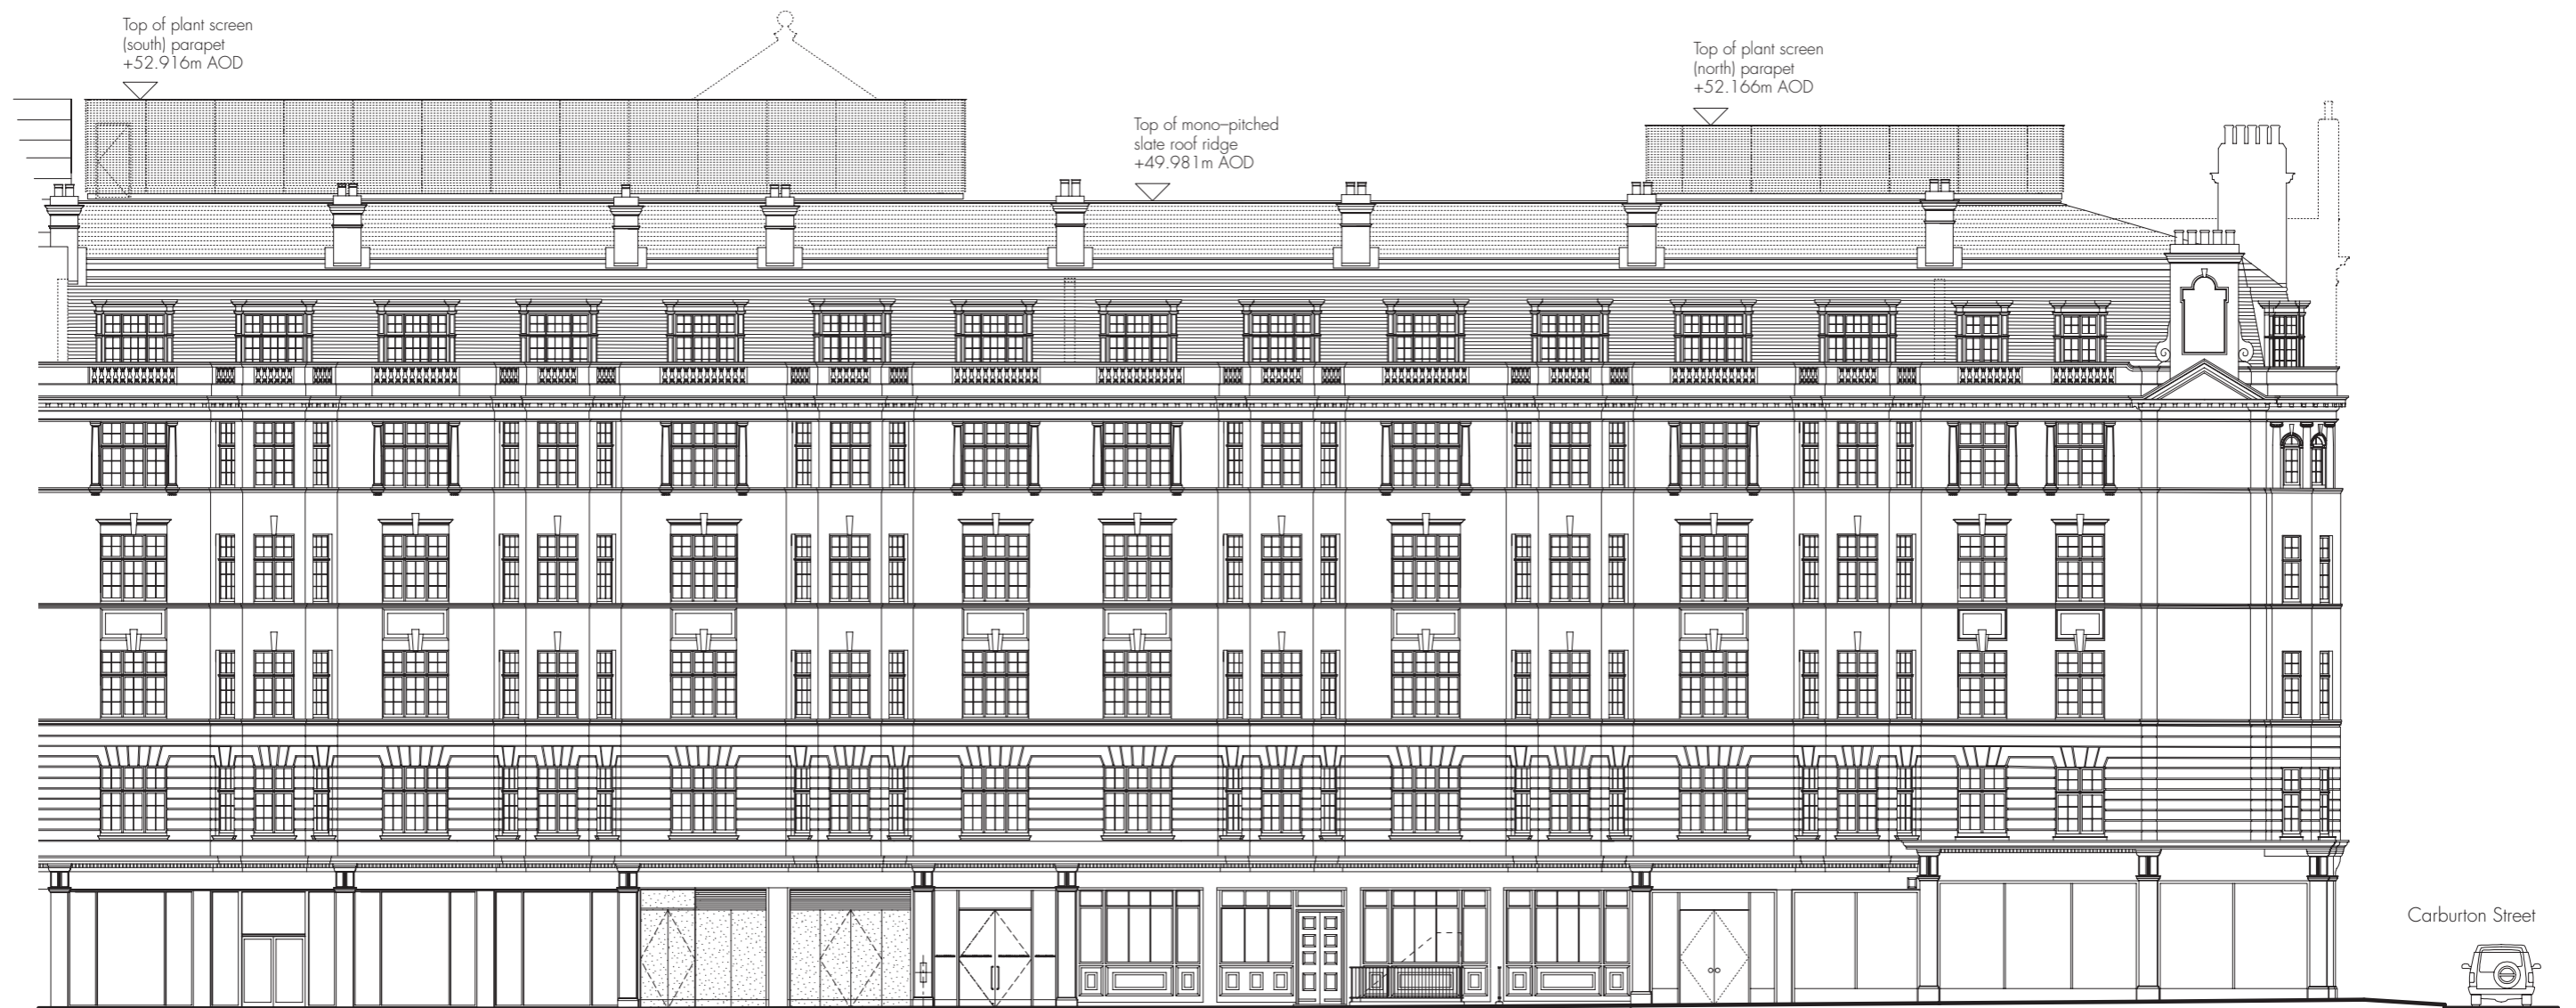 Top of plant screen
(south) parapet
+52.916m AOD
Top of mono-pitched
slate roof ridge
+49.981m AOD
Top of plant screen
(north) parapet
+52.166m AOD
Carburton Street